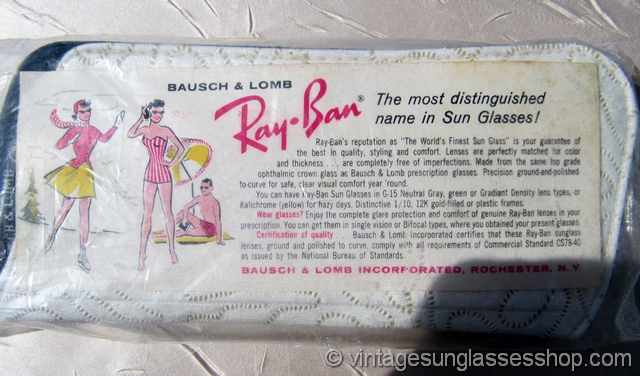 BAUSCH & LOMB
Ray-Ban®
The most distinguished
name in Sun Glasses!
Ray-Ban's reputation as "The World's Finest Sun Glass" is your guarantee of
the best in quality, styling and comfort. Lenses are perfectly matched for color
and thickness . . . are completely free of imperfections. Made from the same top grade
ophthalmic crown glass as Bausch & Lomb prescription glasses. Precision ground-and-polished-
to-curve for safe, clear visual comfort year 'round.
You can have Ray-Ban Sun Glasses in G-15 Neutral Gray, green or Gradiant Density lens types, or
Kalichrome (yellow) for hazy days. Distinctive 1/10, 12K gold-filled or plastic frames.
Wear glasses? Enjoy the complete glare protection and comfort of genuine Ray-Ban lenses in your
prescription. You can get them in single vision or Bifocal types, where you obtained your present glasses.
Certification of quality . . . Bausch & Lomb incorporated certifies that these Ray-Ban sunglass
lenses, ground and polished to curve, comply with all requirements of Commercial Standard CS78-40
as issued by the National Bureau of Standards.
BAUSCH & LOMB INCORPORATED, ROCHESTER, N.Y.
© vintagesunglassesshop.com